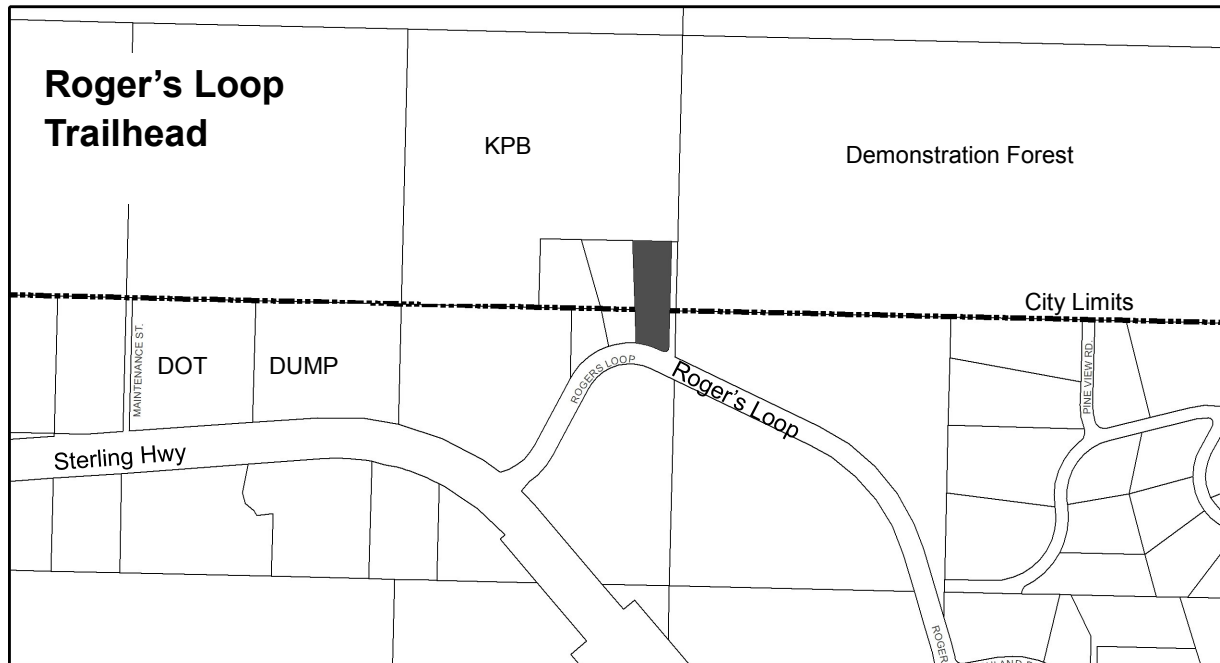 Roger's Loop
Trailhead
KPB
Demonstration Forest
City Limits
MAINTENANCE ST.
DOT
DUMP
ROGERS LOOP
Roger's Loop
PINE VIEW RD.
Sterling Hwy
ROGER